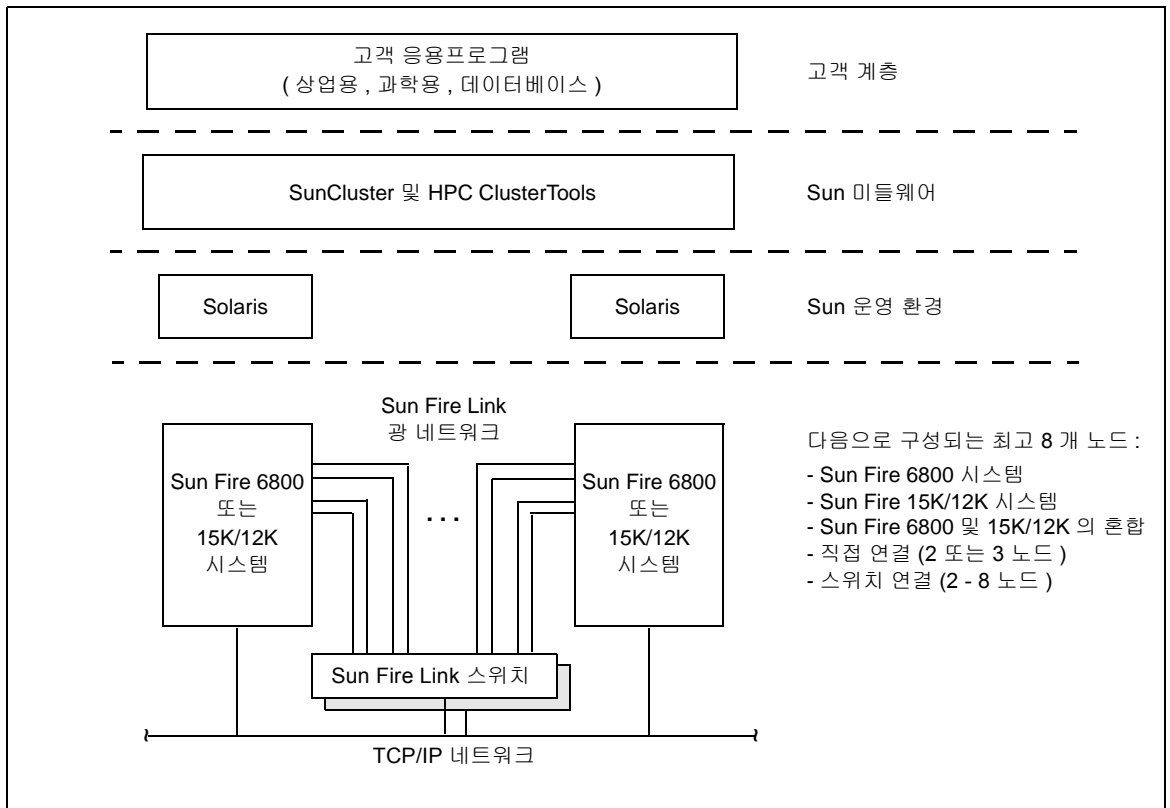 고객 응용프로그램
( 상업용 , 과학용 , 데이터베이스 )
고객 계층
SunCluster 및 HPC ClusterTools
Sun 미들웨어
Solaris
Solaris
Sun 운영 환경
Sun Fire Link
광 네트워크
Sun Fire 6800
또는
15K/12K
시스템
...
Sun Fire 6800
또는
15K/12K
시스템
다음으로 구성되는 최고 8 개 노드 :
- Sun Fire 6800 시스템
- Sun Fire 15K/12K 시스템
- Sun Fire 6800 및 15K/12K 의 혼합
- 직접 연결 (2 또는 3 노드 )
- 스위치 연결 (2 - 8 노드 )
Sun Fire Link 스위치
TCP/IP 네트워크